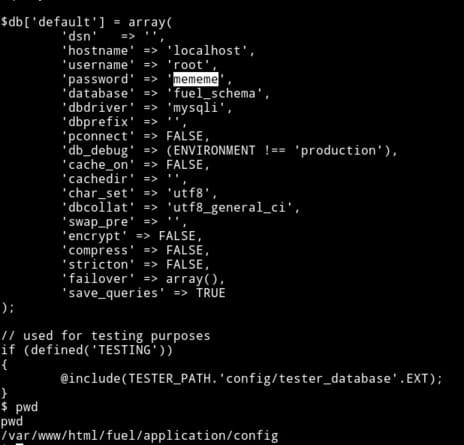 $db['default'] = array(
        'dsn'   => '',
        'hostname' => 'localhost',
        'username' => 'root',
        'password' => 'mememe',
        'database' => 'fuel_schema',
        'dbdriver' => 'mysqli',
        'dbprefix' => '',
        'pconnect' => FALSE,
        'db_debug' => (ENVIRONMENT !== 'production'),
        'cache_on' => FALSE,
        'cachedir' => '',
        'char_set' => 'utf8',
        'dbcollat' => 'utf8_general_ci',
        'swap_pre' => '',
        'encrypt' => FALSE,
        'compress' => FALSE,
        'stricton' => FALSE,
        'failover' => array(),
        'save_queries' => TRUE
);
// used for testing purposes
if (defined('TESTING'))
{
        @include(TESTER_PATH.'config/tester_database'.EXT);
}
$ pwd
pwd
/var/www/html/fuel/application/config